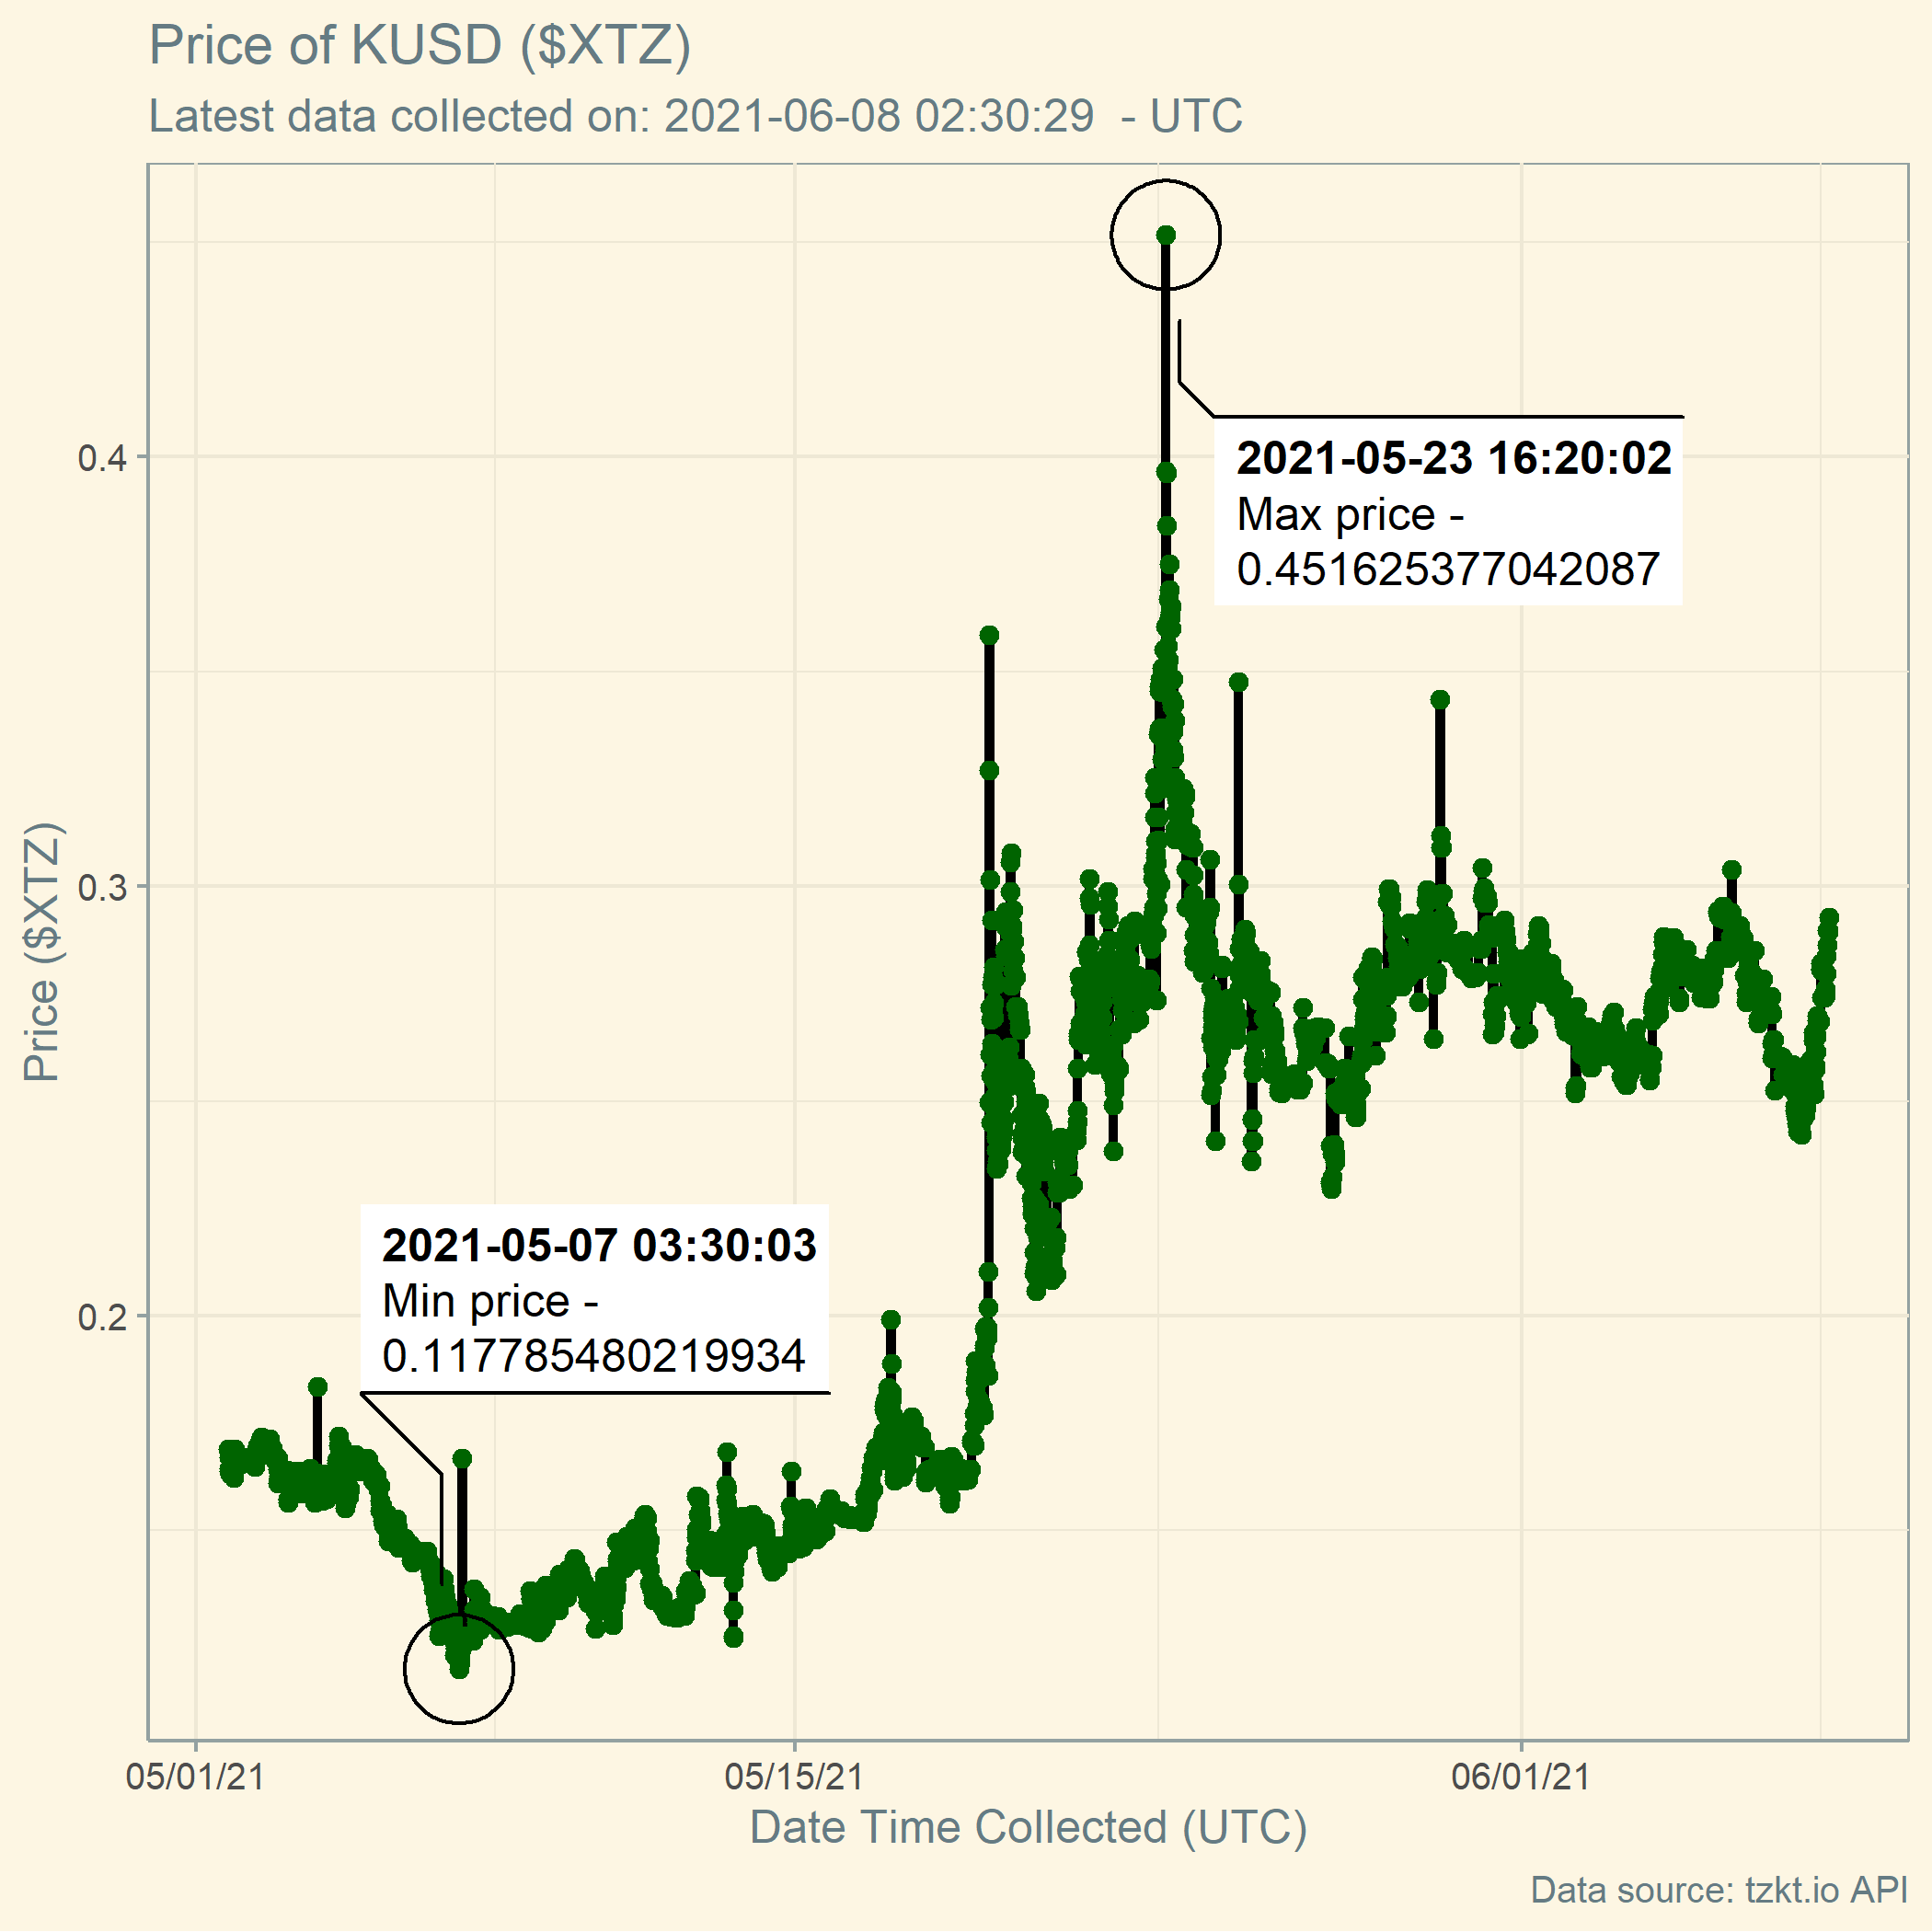 Price of KUSD ($XTZ)
Latest data collected on: 2021-06-08 02:30:29  - UTC
Price ($XTZ)
0.4
0.3
0.2
2021-05-23 16:20:02
Max price -
0.451625377042087
2021-05-07 03:30:03
Min price -
0.117785480219934
05/01/21
05/15/21
06/01/21
Date Time Collected (UTC)
Data source: tzkt.io API